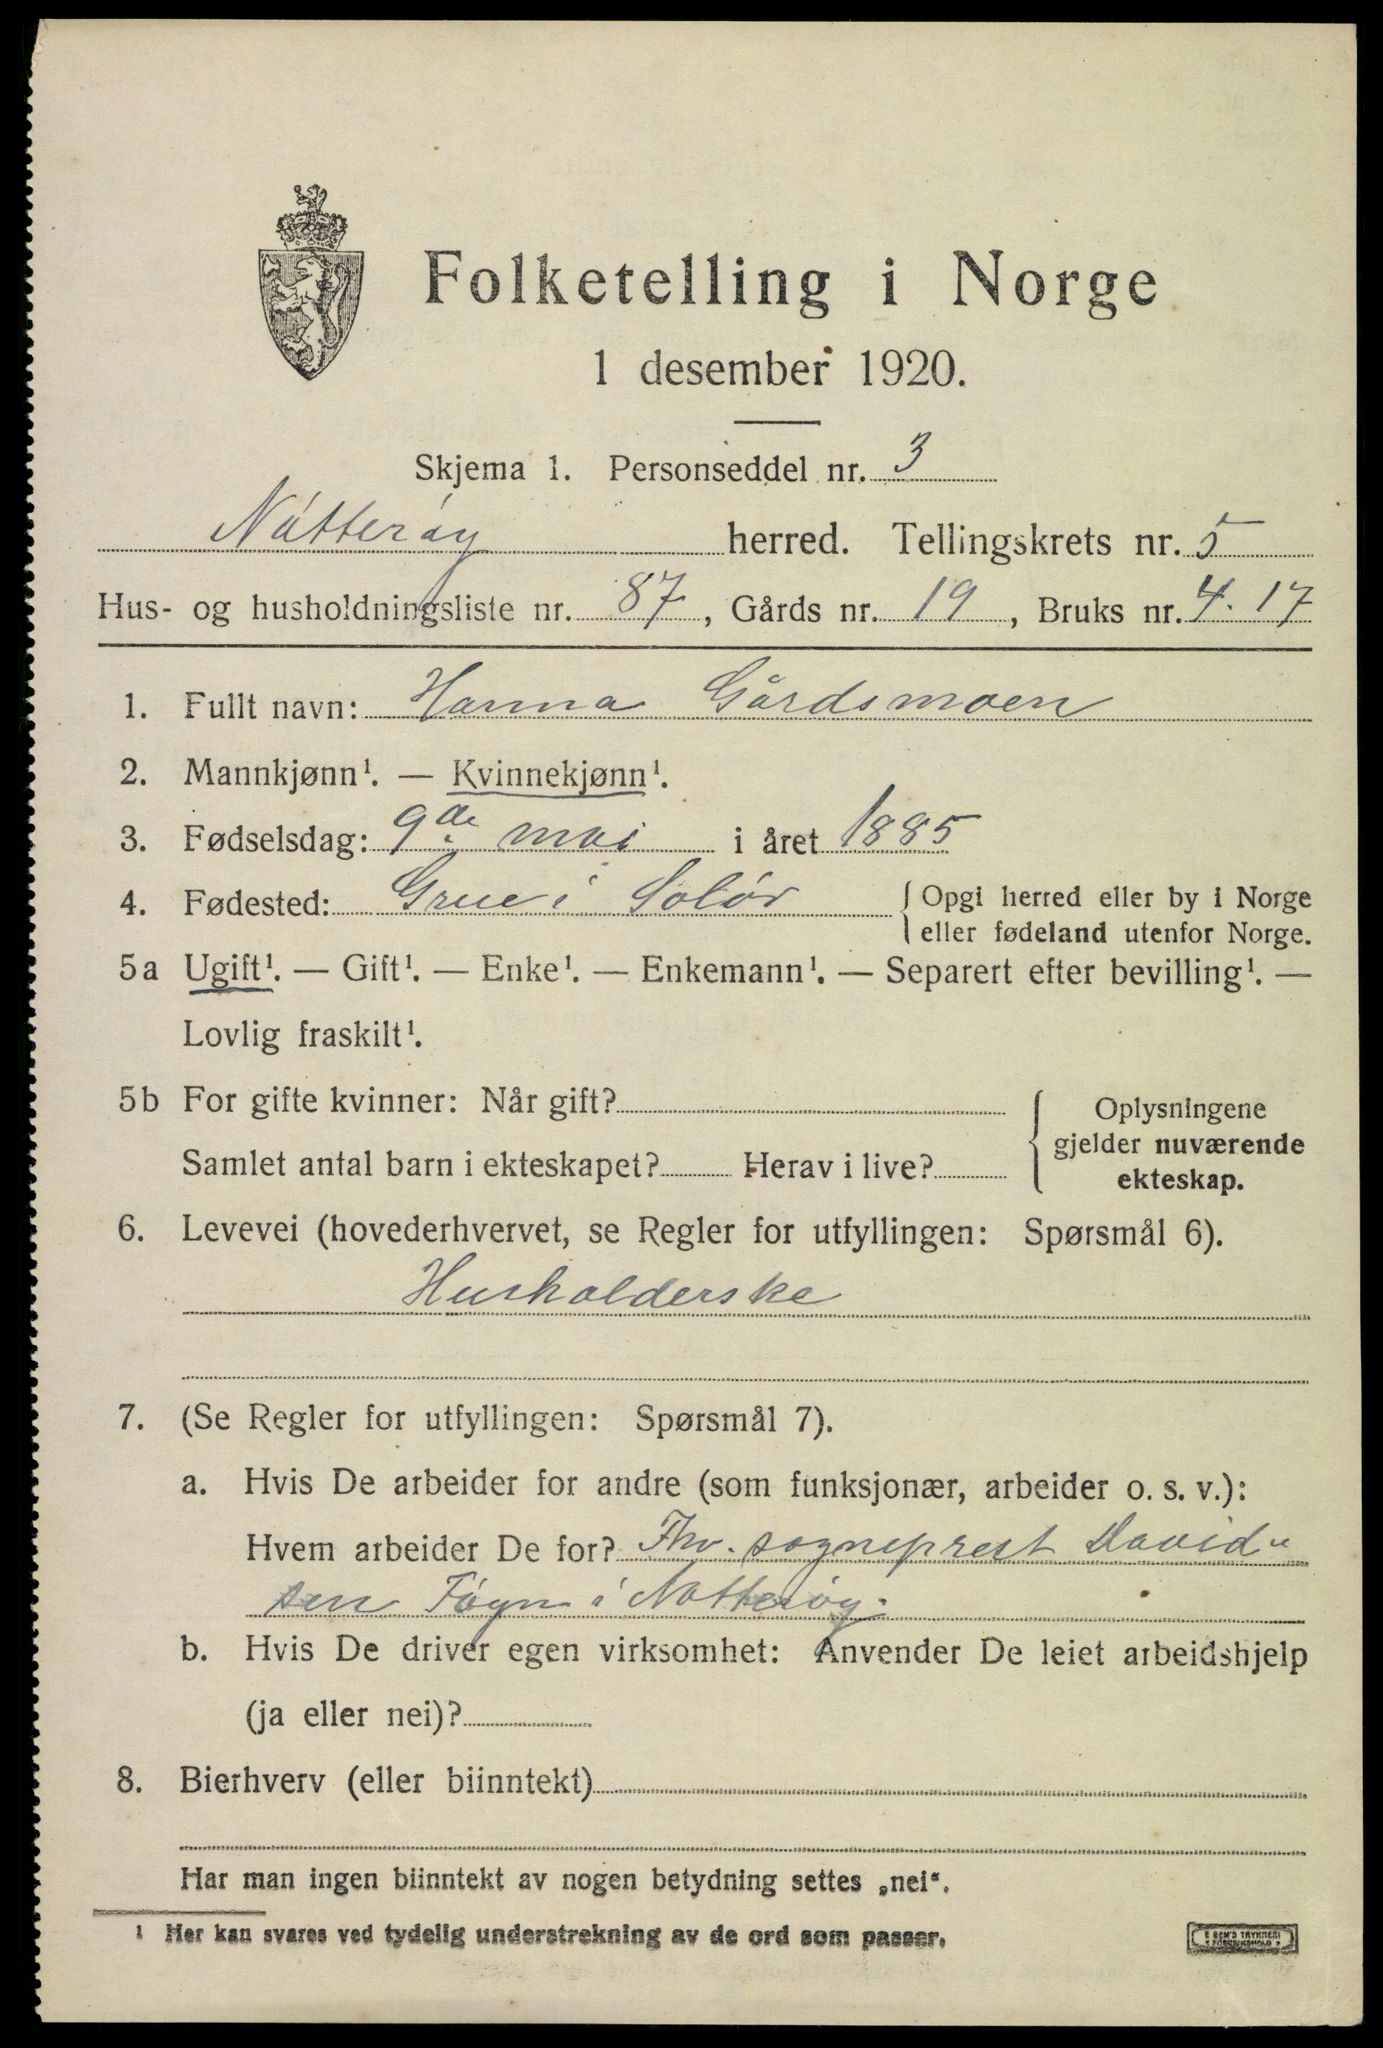 Folketelling i Norge
1 desember 1920.
Skjema 1. Personseddel nr. 3
Nøtterøy herred. Tellingskrets nr. 5
Hus- og husholdningsliste nr. 87, Gårds nr. 19, Bruks nr. 4. 17
1. Fullt navn: Hanna Gårdsmoen
2. Mannkjønn¹. — Kvinnekjønn¹.
3. Fødselsdag: 9de mai i året 1885
4. Fødested: Grue i Solør { Opgi herred eller by i Norge
eller fødeland utenfor Norge.
5a Ugift¹. — Gift¹. — Enke¹. — Enkemann¹. — Separert efter bevilling¹. —
Lovlig fraskilt¹.
5b For gifte kvinner: Når gift?
Samlet antal barn i ekteskapet? Herav i live?
{ Oplysningene
gjelder nuværende
ekteskap.
6. Levevei (hovederhvervet, se Regler for utfyllingen: Spørsmål 6).
Husholderske
7. (Se Regler for utfyllingen: Spørsmål 7).
a. Hvis De arbeider for andre (som funksjonær, arbeider o. s. v.):
Hvem arbeider De for? Fhv. sogneprest David-
sen Føyn i Nøtterøy.
b. Hvis De driver egen virksomhet: Anvender De leiet arbeidshjelp
(ja eller nei)?
8. Bierhverv (eller biinntekt)
Har man ingen biinntekt av nogen betydning settes „nei“.
¹ Her kan svares ved tydelig understrekning av de ord som passer.